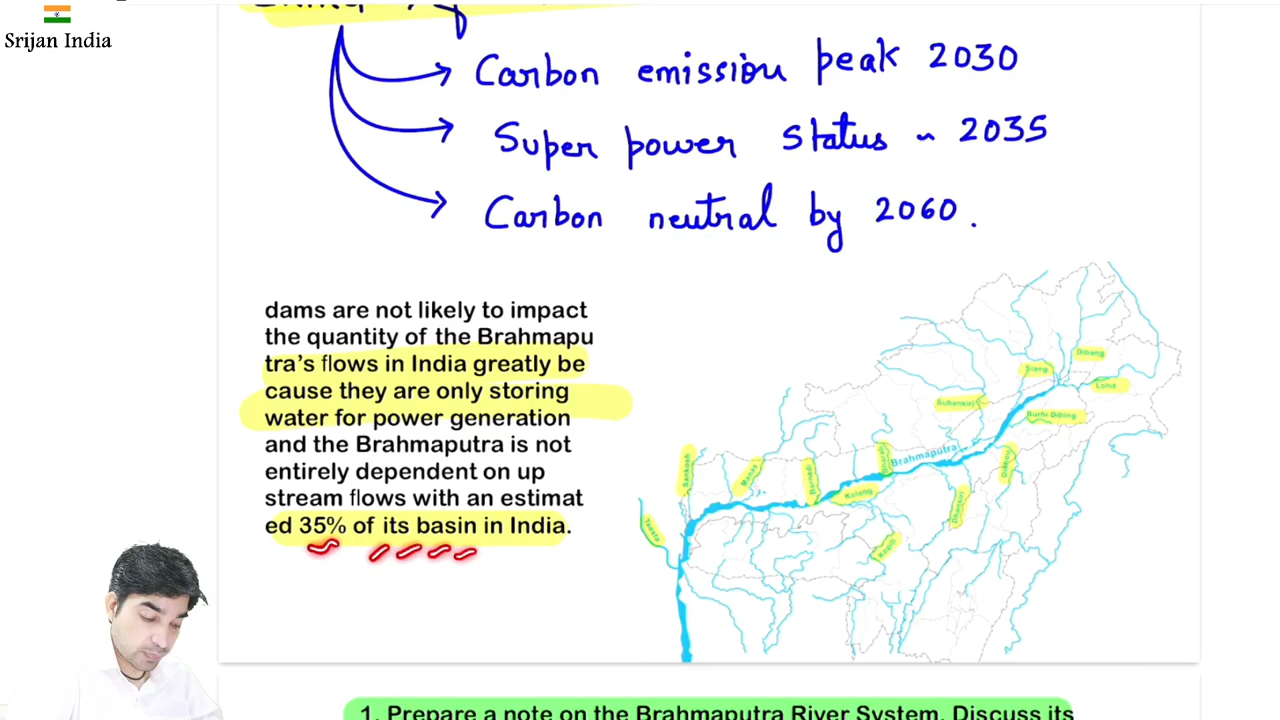 Srijan India
Carbon emission peak 2030
Super power status ~ 2035
Carbon neutral by 2060.
dams are not likely to impact
the quantity of the Brahmapu
tra's flows in India greatly be
cause they are only storing
water for power generation
and the Brahmaputra is not
entirely dependent on up
stream flows with an estimat
ed 35% of its basin in India.
Dibang
Siang
Lohit
Subansiri
Burhi Dibing
Brahmaputra
Sankosh
Manas
Barnadi
Kolong
Dhansiri
Teesta
Kopili
1. Prepare a note on the Brahmaputra River System. Discuss its